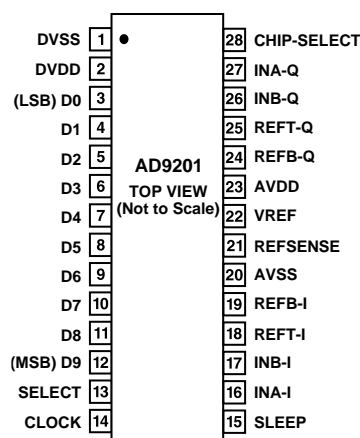 DVSS 1 28 CHIP-SELECT
DVDD 2 27 INA-Q
(LSB) D0 3 26 INB-Q
D1 4 25 REFT-Q
D2 5 24 REFB-Q
D3 6 23 AVDD
D4 7 22 VREF
D5 8 21 REFSENSE
D6 9 20 AVSS
D7 10 19 REFB-I
D8 11 18 REFT-I
(MSB) D9 12 17 INB-I
SELECT 13 16 INA-I
CLOCK 14 15 SLEEP
AD9201
TOP VIEW
(Not to Scale)